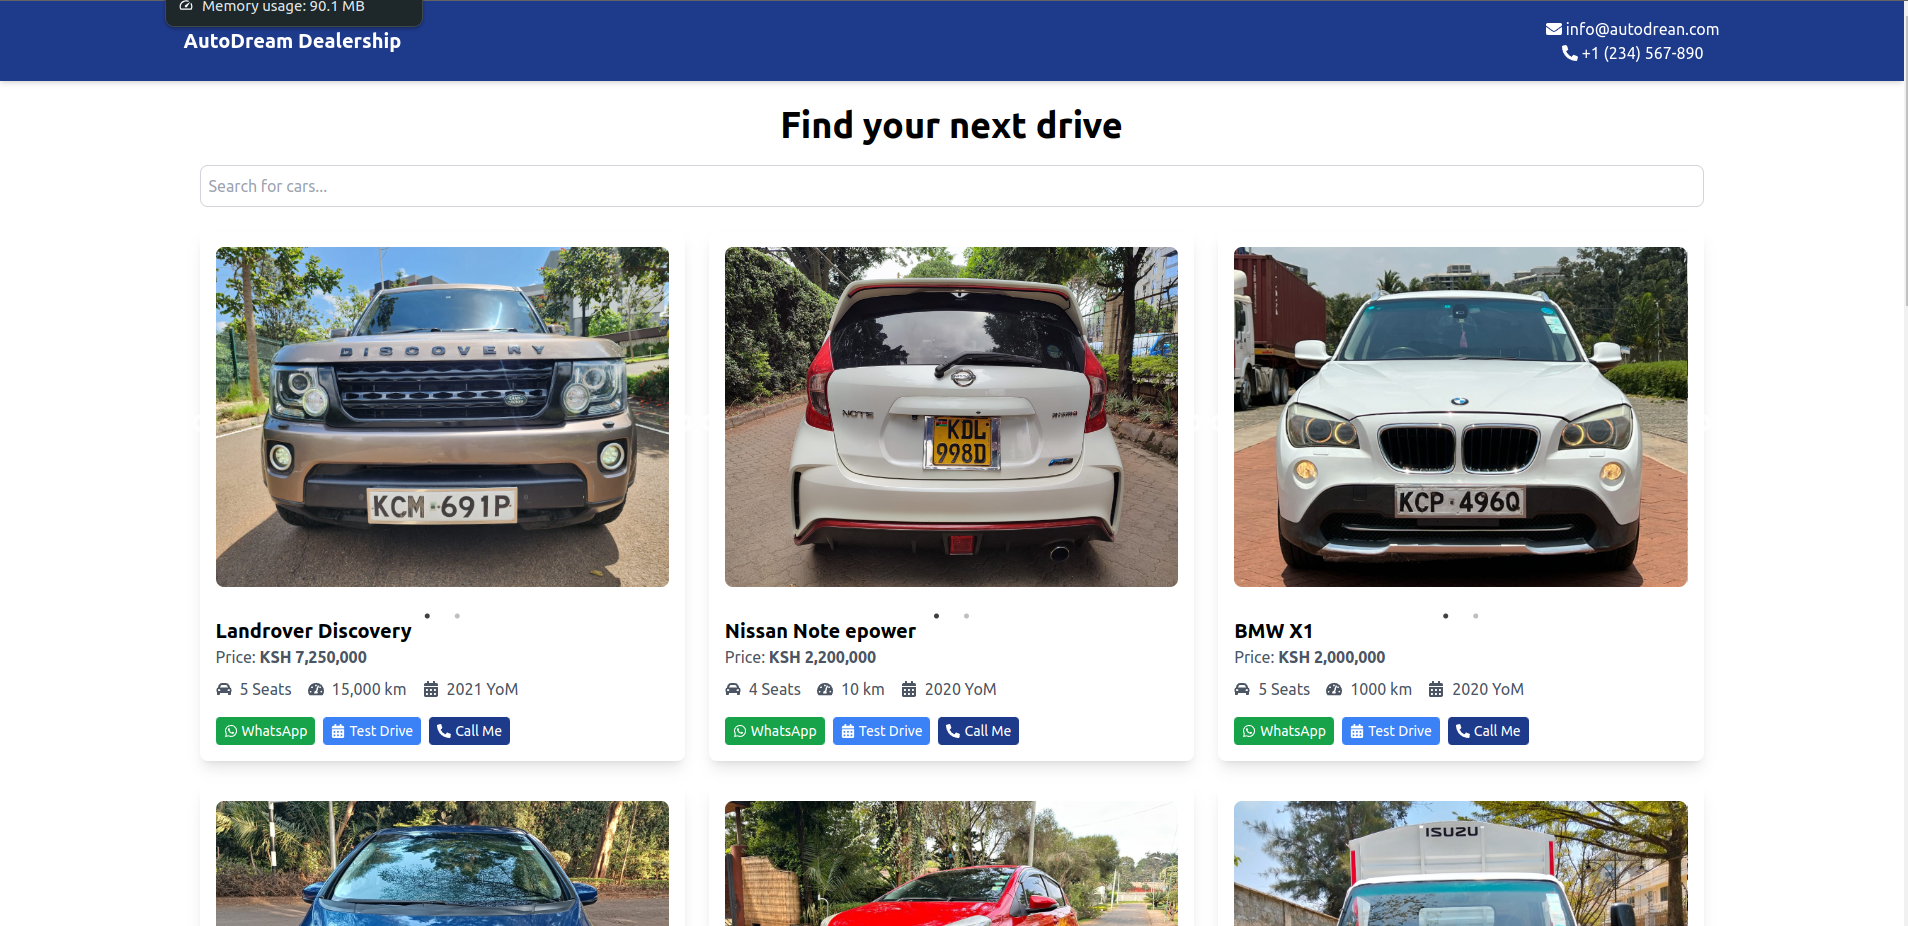 Memory usage: 90.1 MB
AutoDream Dealership
info@autodrean.com
+1 (234) 567-890
Find your next drive
Search for cars...
DISCOVERY
KCM 691P
NOTE
nismo
KDL
998D
KCP 496Q
Landrover Discovery
Price: KSH 7,250,000
5 Seats 15,000 km 2021 YoM
WhatsApp Test Drive Call Me
Nissan Note epower
Price: KSH 2,200,000
4 Seats 10 km 2020 YoM
WhatsApp Test Drive Call Me
BMW X1
Price: KSH 2,000,000
5 Seats 1000 km 2020 YoM
WhatsApp Test Drive Call Me
ISUZU